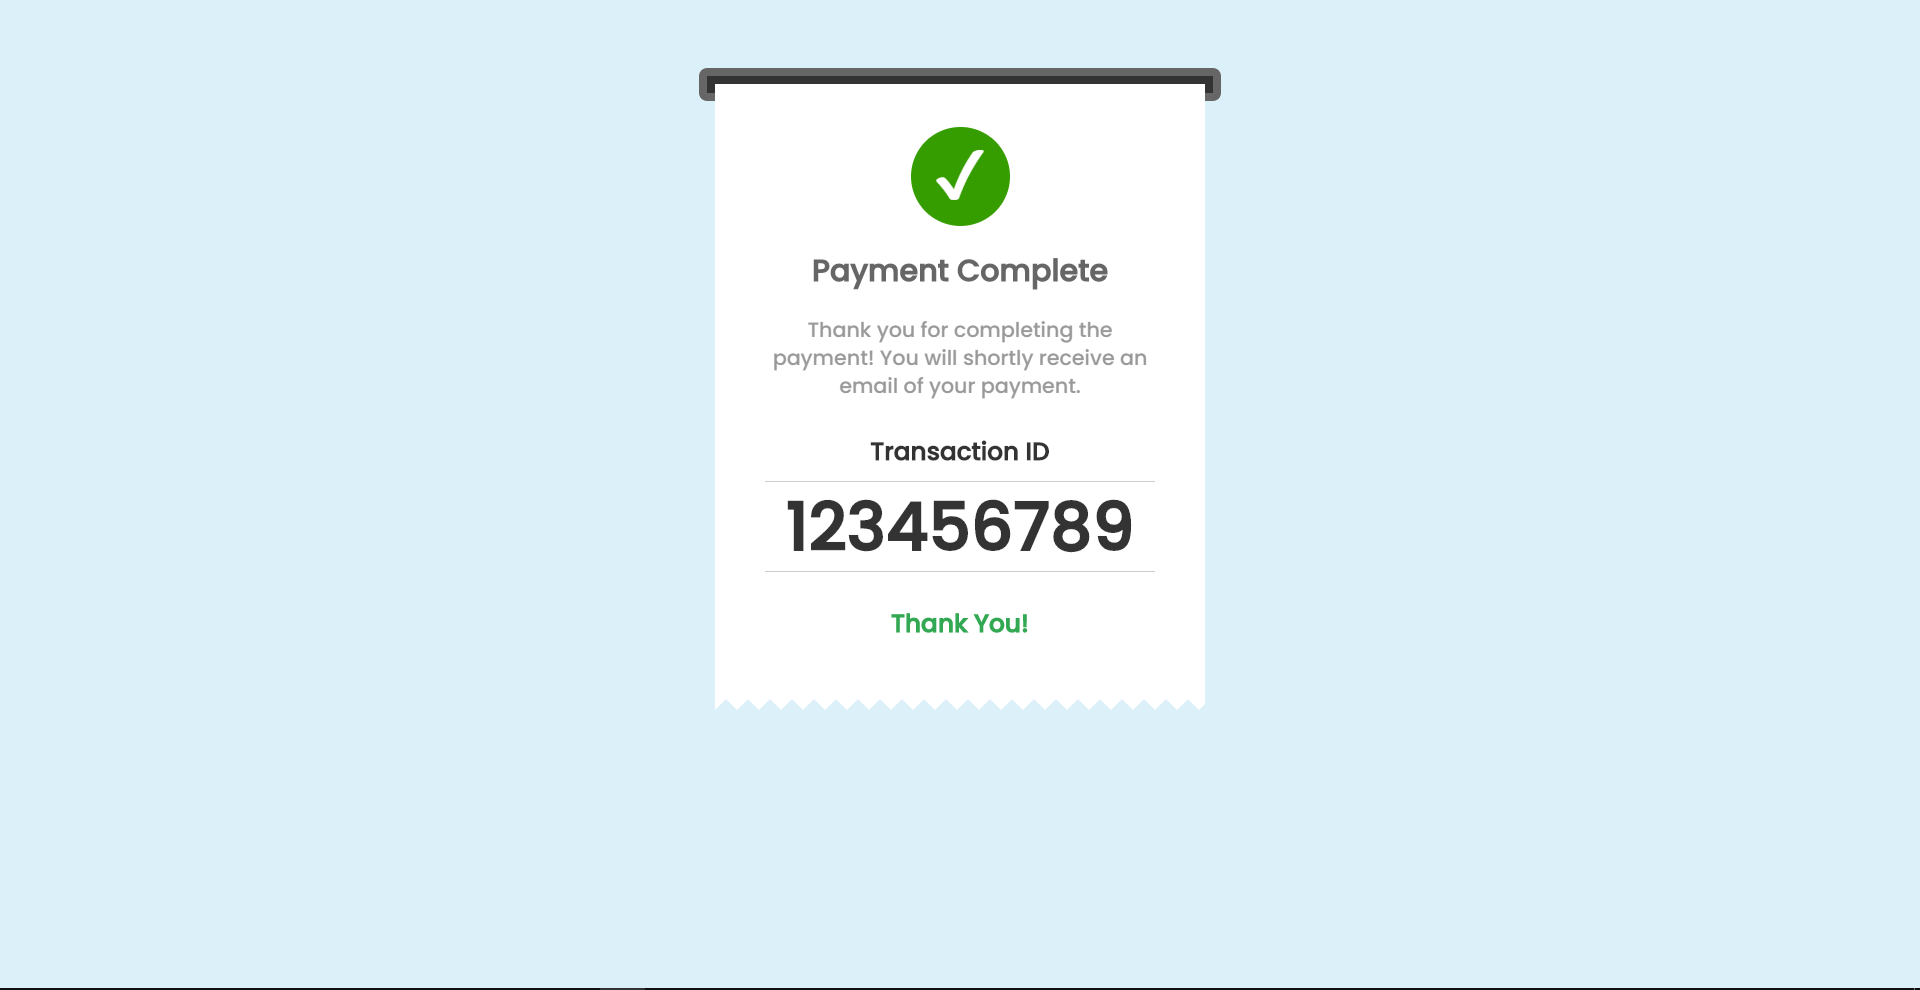 Payment Complete
Thank you for completing the
payment! You will shortly receive an
email of your payment.
Transaction ID
123456789
Thank You!